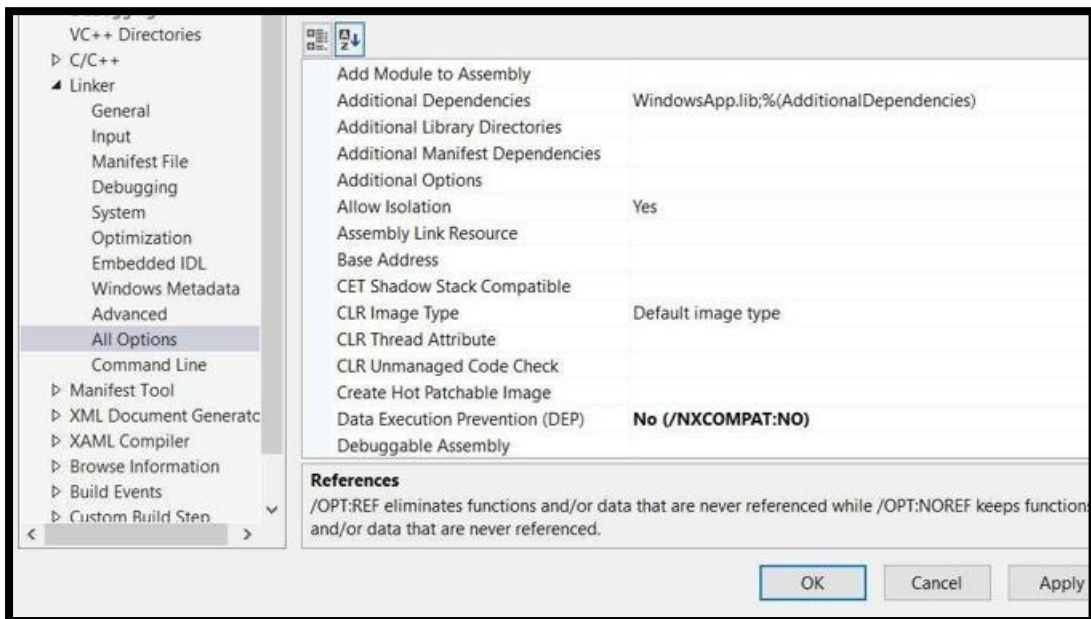 VC++ Directories
C/C++
Linker
General
Input
Manifest File
Debugging
System
Optimization
Embedded IDL
Windows Metadata
Advanced
All Options
Command Line
Manifest Tool
XML Document Generatc
XAML Compiler
Browse Information
Build Events
Custom Build Step
Add Module to Assembly
Additional Dependencies WindowsApp.lib;%(AdditionalDependencies)
Additional Library Directories
Additional Manifest Dependencies
Additional Options
Allow Isolation Yes
Assembly Link Resource
Base Address
CET Shadow Stack Compatible
CLR Image Type Default image type
CLR Thread Attribute
CLR Unmanaged Code Check
Create Hot Patchable Image
Data Execution Prevention (DEP) No (/NXCOMPAT:NO)
Debuggable Assembly
References
/OPT:REF eliminates functions and/or data that are never referenced while /OPT:NOREF keeps functions
and/or data that are never referenced.
OK Cancel Apply